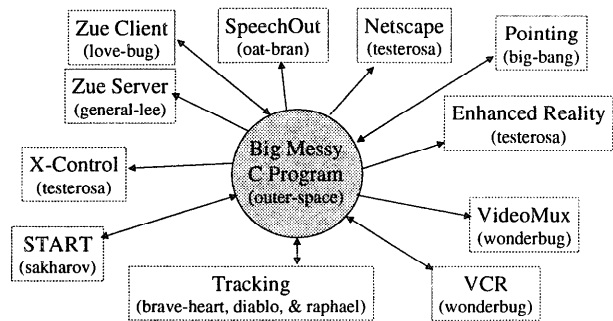 Zue Client
(love-bug)
SpeechOut
(oat-bran)
Netscape
(testerosa)
Pointing
(big-bang)
Zue Server
(general-lee)
Enhanced Reality
(testerosa)
X-Control
(testerosa)
Big Messy
C Program
(outer-space)
START
(sakharov)
VideoMux
(wonderbug)
Tracking
(brave-heart, diablo, & raphael)
VCR
(wonderbug)